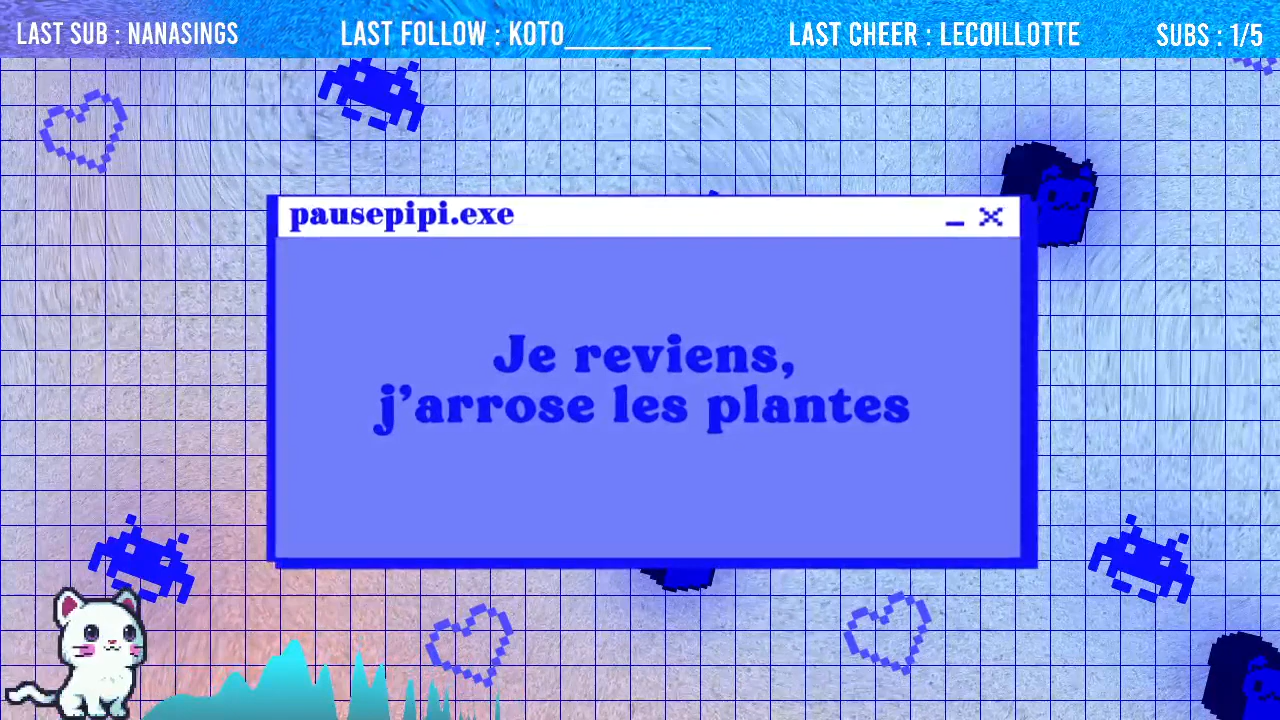 LAST SUB : NANASINGS
LAST FOLLOW : KOTO__________
LAST CHEER : LECOILLOTTE
SUBS : 1/5
pausepipi.exe
Je reviens,
j’arrose les plantes